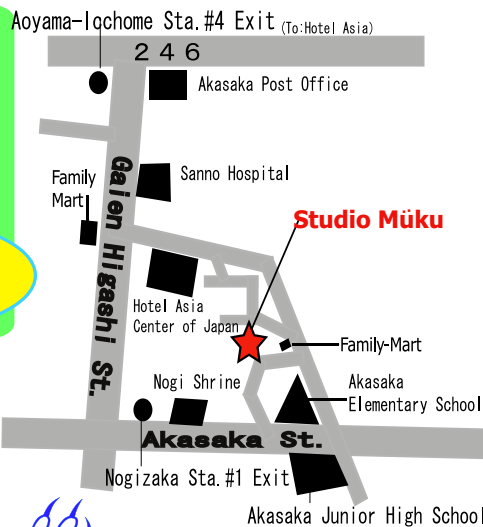 Aoyama-Icchome Sta. #4 Exit (To:Hotel Asia)
２４６
Akasaka Post Office
Sanno Hospital
Family
Mart
Gaien Higashi St.
Studio Müku
Hotel Asia
Center of Japan
Family-Mart
Nogi Shrine
Akasaka
Elementary School
Akasaka St.
Nogizaka Sta. #1 Exit
Akasaka Junior High School